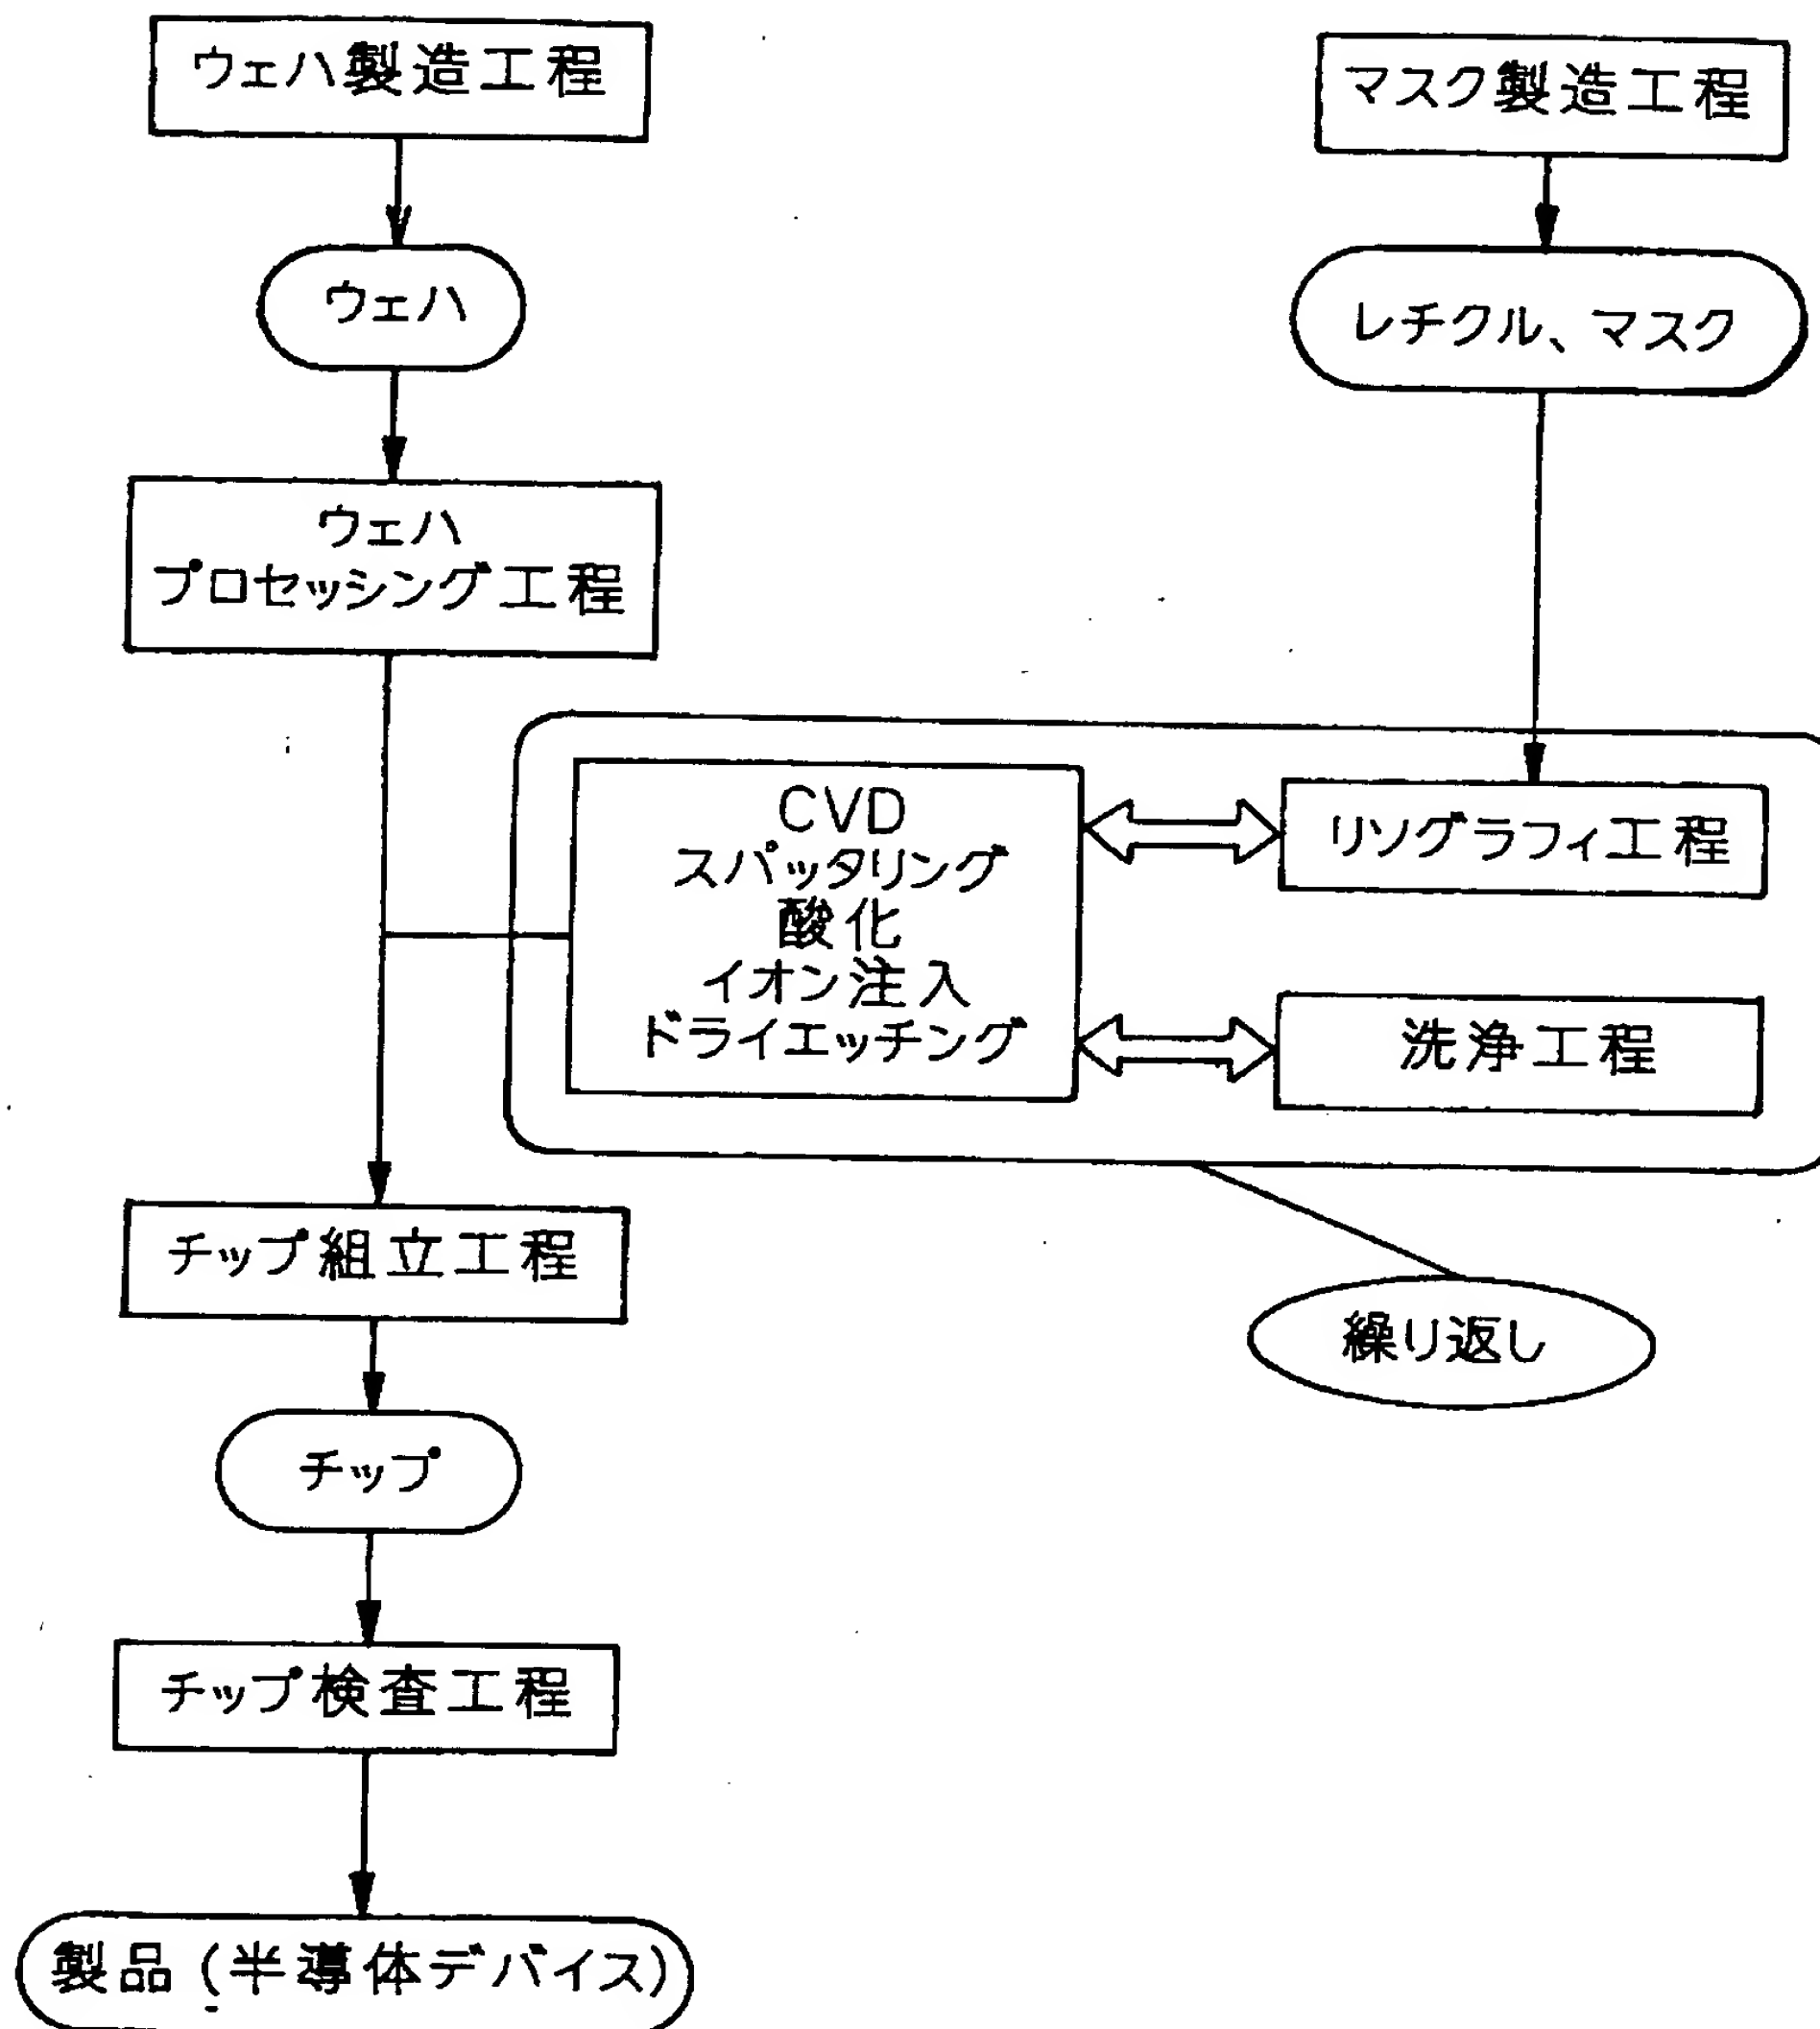 ウェハ製造工程
マスク製造工程
ウェハ
レチクル、マスク
ウェハ
プロセッシング工程
CVD
スパッタリング
酸化
イオン注入
ドライエッチング
リソグラフィ工程
洗浄工程
チップ組立工程
繰り返し
チップ
チップ検査工程
製品(半導体デバイス)